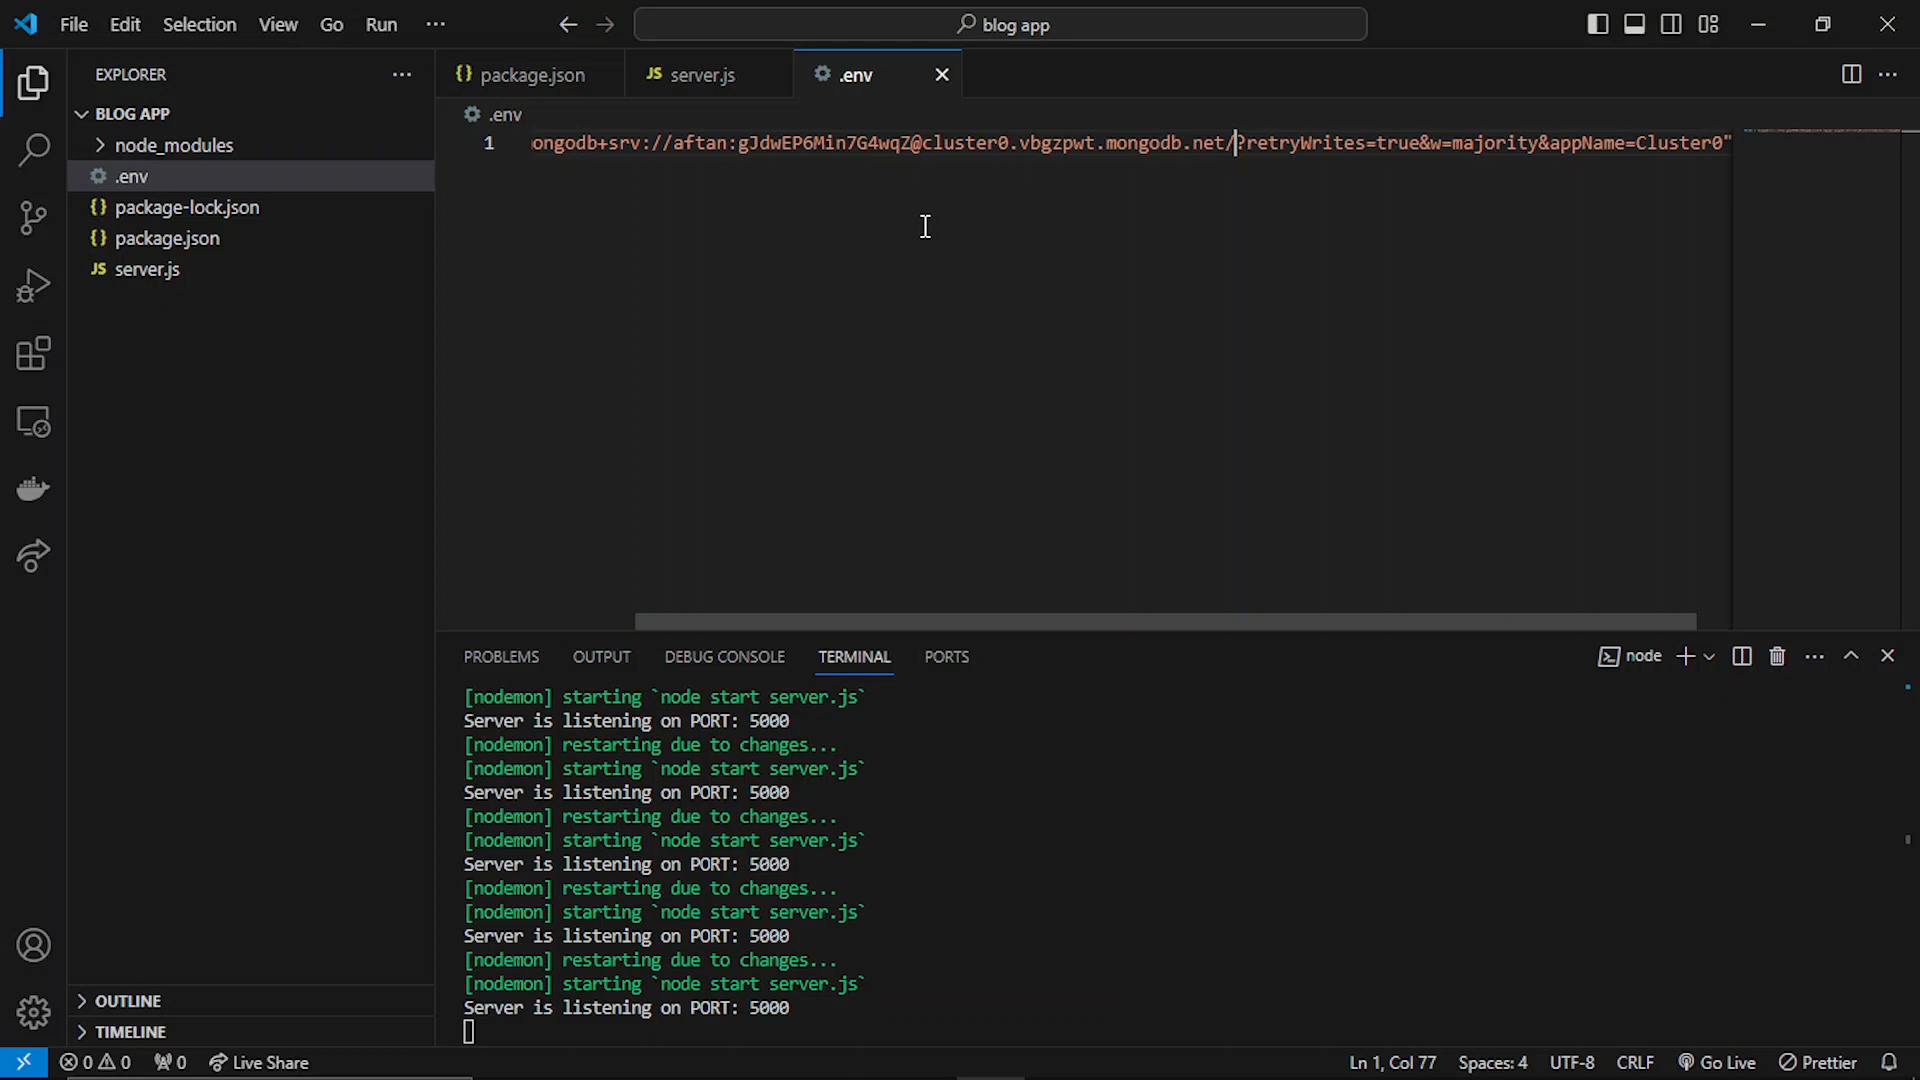 File Edit Selection View Go Run ···
blog app
EXPLORER
BLOG APP
node_modules
.env
package-lock.json
package.json
JS server.js
OUTLINE
TIMELINE
{} package.json
JS server.js
.env
.env
1 ongodb+srv://aftan:gJdwEP6Min7G4wqZ@cluster0.vbgzpwt.mongodb.net/?retryWrites=true&w=majority&appName=Cluster0"
PROBLEMS OUTPUT DEBUG CONSOLE TERMINAL PORTS
node
[nodemon] starting `node start server.js`
Server is listening on PORT: 5000
[nodemon] restarting due to changes...
[nodemon] starting `node start server.js`
Server is listening on PORT: 5000
[nodemon] restarting due to changes...
[nodemon] starting `node start server.js`
Server is listening on PORT: 5000
[nodemon] restarting due to changes...
[nodemon] starting `node start server.js`
Server is listening on PORT: 5000
[nodemon] restarting due to changes...
[nodemon] starting `node start server.js`
Server is listening on PORT: 5000
0 0 0 Live Share
Ln 1, Col 77 Spaces: 4 UTF-8 CRLF Go Live Prettier